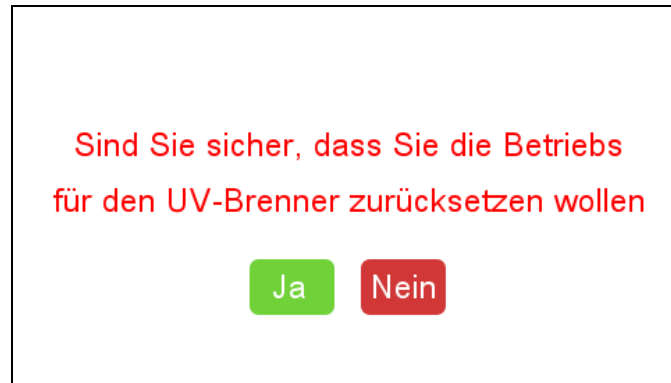 Sind Sie sicher, dass Sie die Betriebs
für den UV-Brenner zurücksetzen wollen
Ja Nein